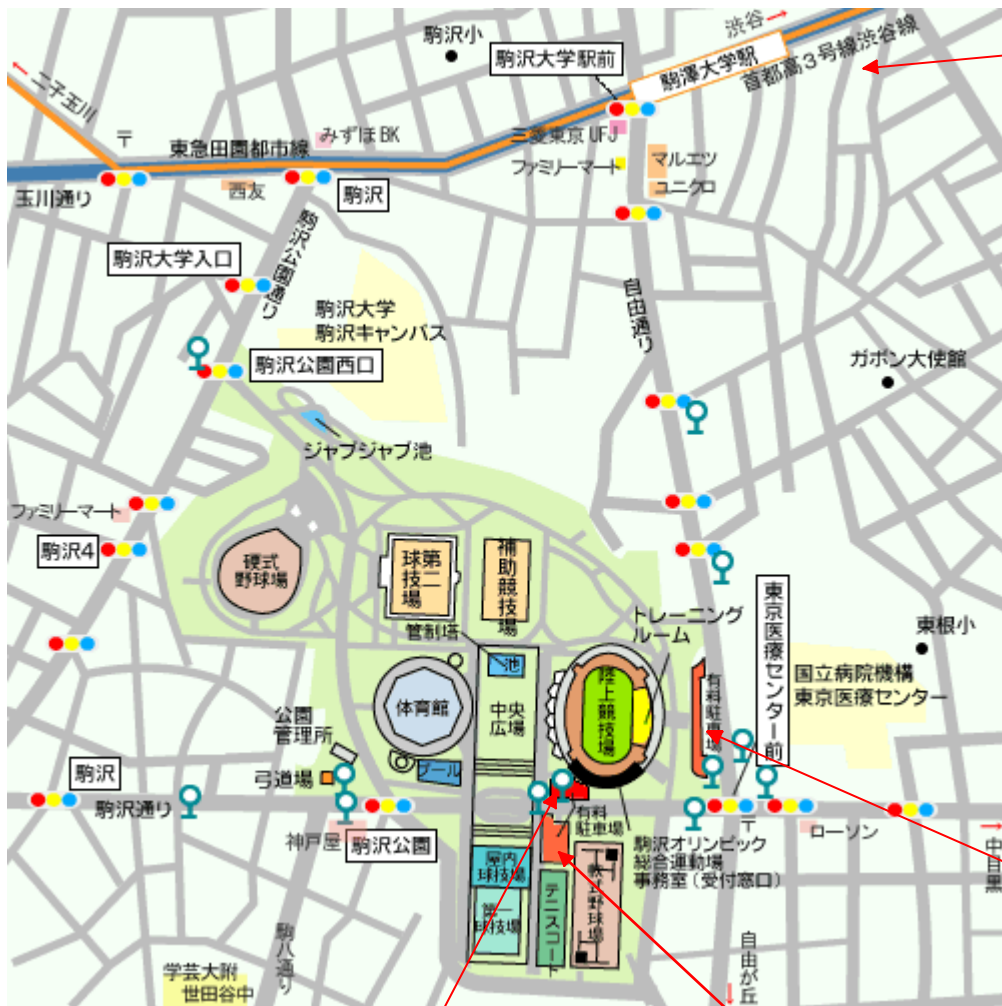 渋谷→
駒沢小
駒沢大学駅前
駒澤大学駅
首都高3号線渋谷線
←二子玉川
〒
みずほBK
東急田園都市線
三菱東京UFJ
ファミリーマート
マルエツ
ユニクロ
玉川通り
西友
駒沢
駒沢公園通り
駒沢大学入口
駒沢大学
駒沢キャンパス
自由通り
駒沢公園西口
ガボン大使館
ジャブジャブ池
ファミリーマート
駒沢4
硬式
野球場
第二
球技場
補助競技場
トレーニング
ルーム
東京医療センター前
東根小
管制塔
池
国立病院機構
東京医療センター
陸上競技場
有料駐車場
体育館
中央
広場
公園
管理所
プール
弓道場
駒沢
駒沢通り
神戸屋
駒沢公園
有料
駐車場
〒
ローソン
駒沢オリンピック
総合運動場
事務室(受付窓口)
→中目黒
屋内
球技場
第一
球技場
テニスコート
軟式野球場
駒八通り
学芸大附
世田谷中
自由が丘→